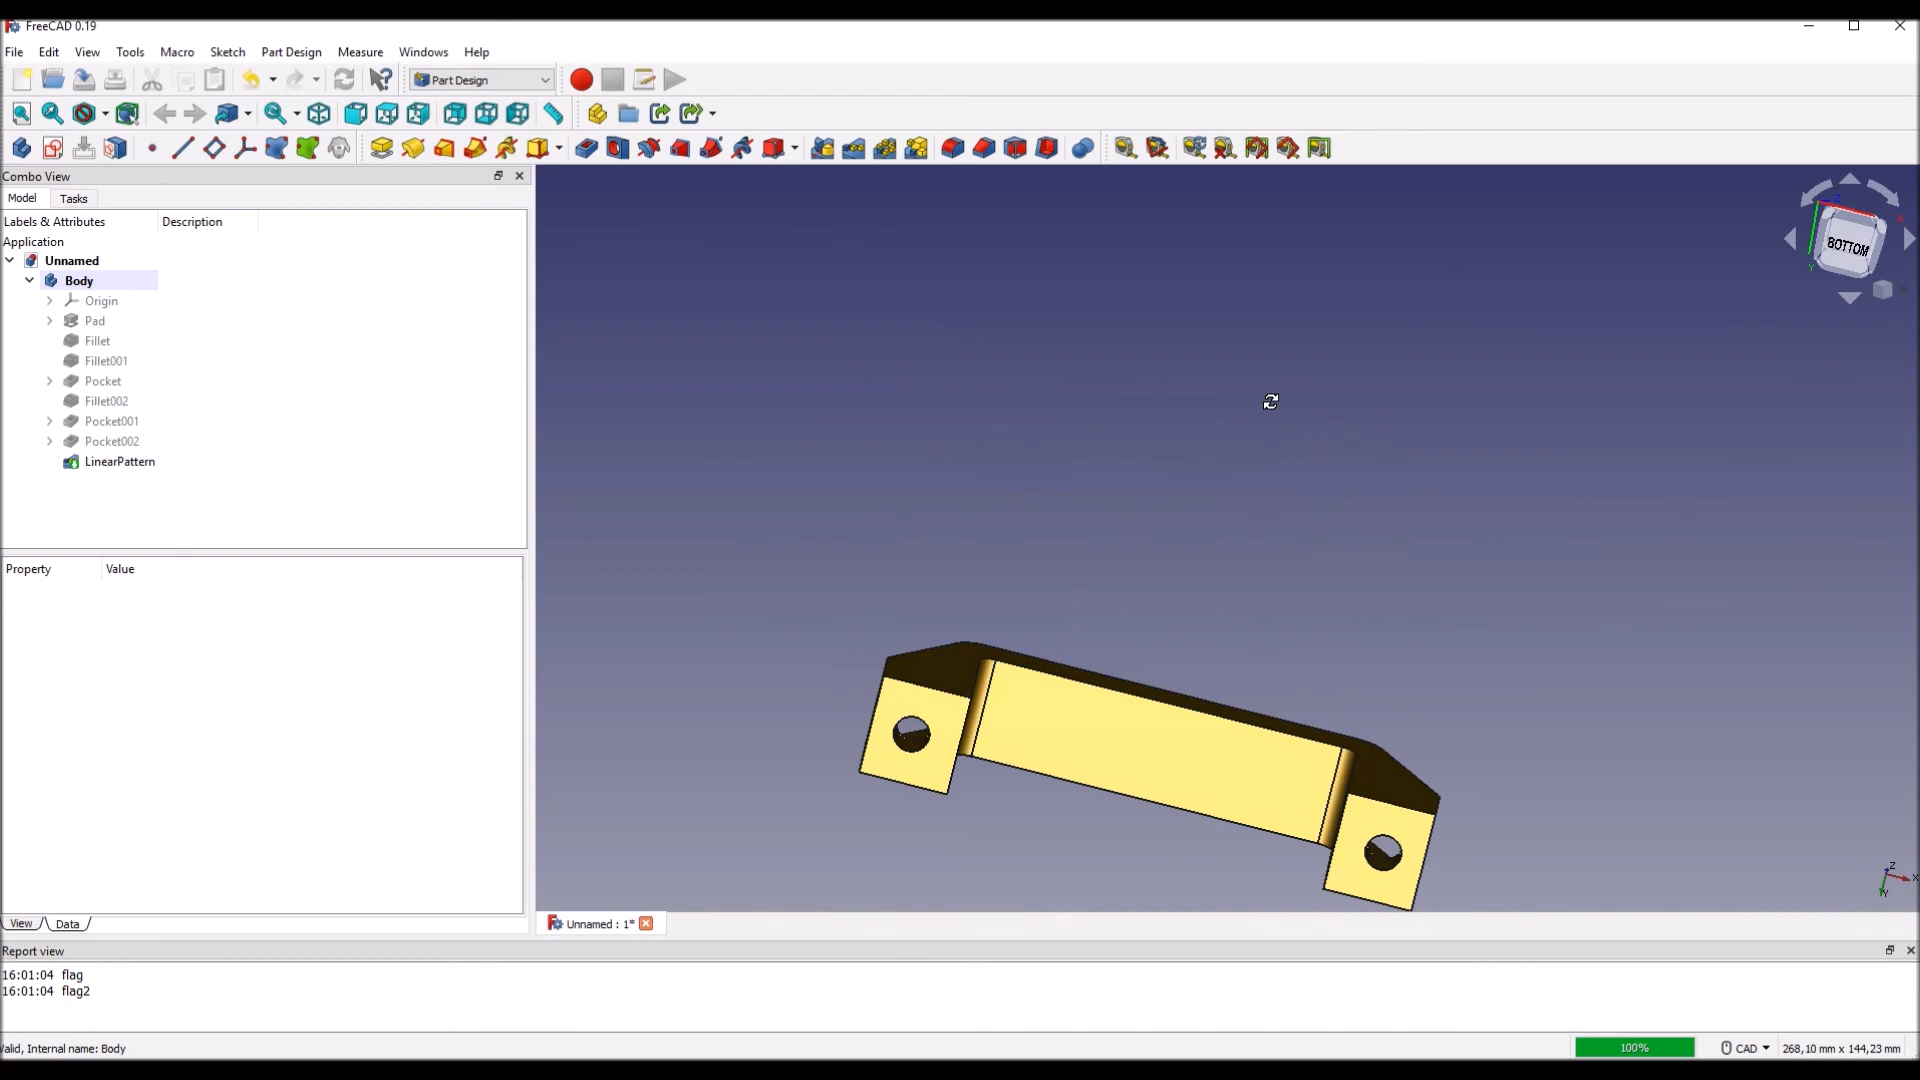 FreeCAD 0.19
File Edit View Tools Macro Sketch Part Design Measure Windows Help
Part Design
Combo View
Model Tasks
Labels & Attributes Description
Application
Unnamed
Body
Origin
Pad
Fillet
Fillet001
Pocket
Fillet002
Pocket001
Pocket002
LinearPattern
Property Value
View Data
BOTTOM
Z
X
Y
Z
X
Y
Unnamed : 1*
Report view
16:01:04 flag
16:01:04 flag2
Valid, Internal name: Body
100%
CAD
268,10 mm x 144,23 mm